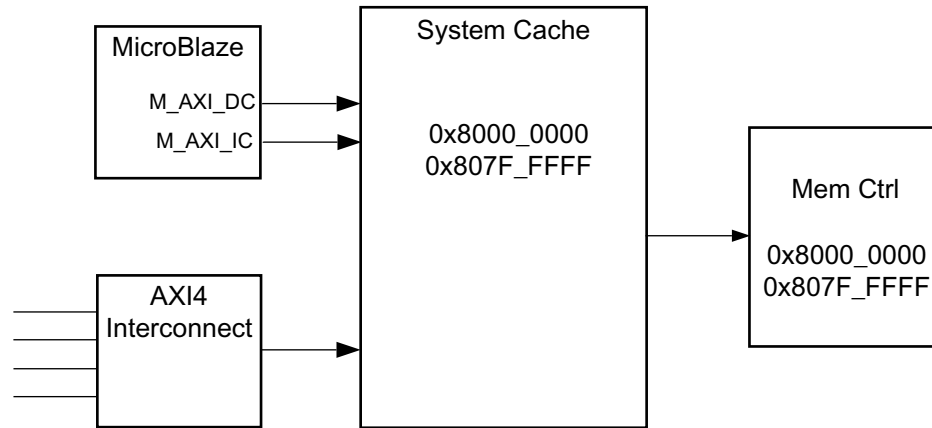 System Cache
MicroBlaze
M_AXI_DC
M_AXI_IC
0x8000_0000
0x807F_FFFF
Mem Ctrl
0x8000_0000
0x807F_FFFF
AXI4
Interconnect